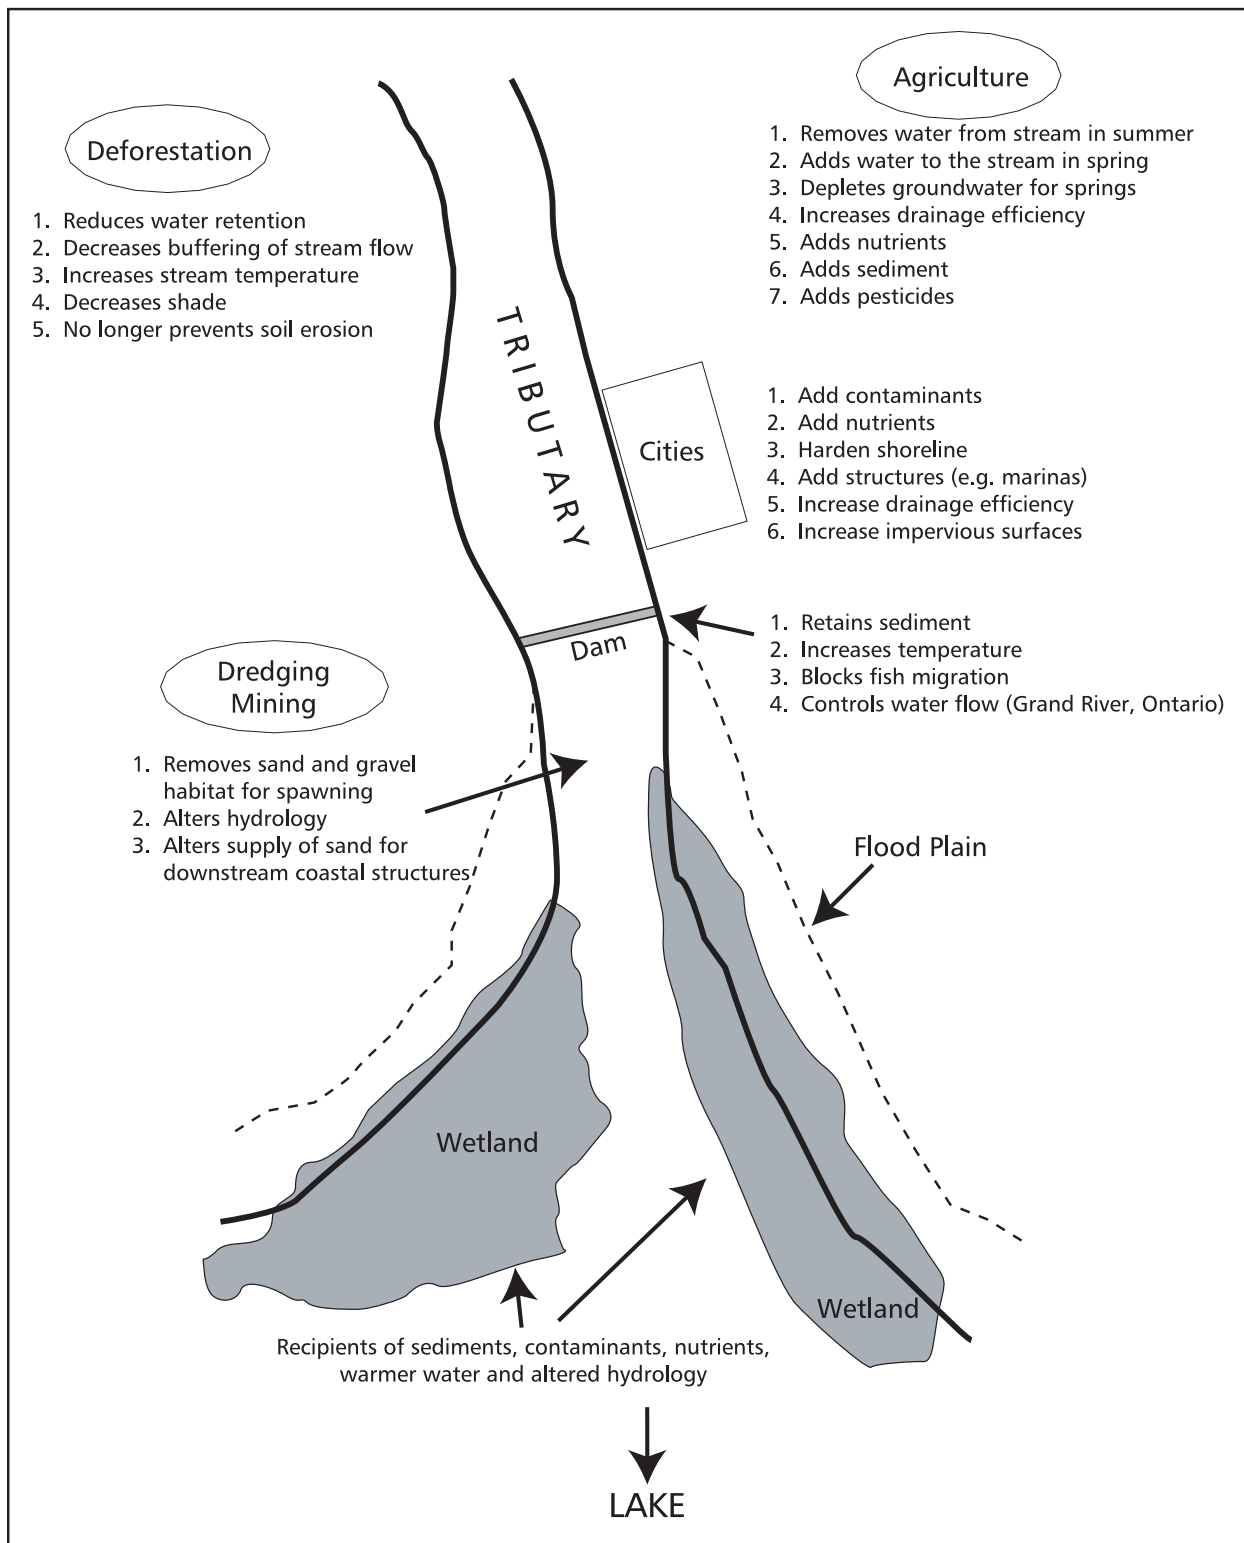 Agriculture
1. Removes water from stream in summer
2. Adds water to the stream in spring
3. Depletes groundwater for springs
4. Increases drainage efficiency
5. Adds nutrients
6. Adds sediment
7. Adds pesticides
Deforestation
1. Reduces water retention
2. Decreases buffering of stream flow
3. Increases stream temperature
4. Decreases shade
5. No longer prevents soil erosion
TRIBUTARY
Cities
1. Add contaminants
2. Add nutrients
3. Harden shoreline
4. Add structures (e.g. marinas)
5. Increase drainage efficiency
6. Increase impervious surfaces
Dam
1. Retains sediment
2. Increases temperature
3. Blocks fish migration
4. Controls water flow (Grand River, Ontario)
Dredging
Mining
1. Removes sand and gravel
habitat for spawning
2. Alters hydrology
3. Alters supply of sand for
downstream coastal structures
Flood Plain
Wetland
Wetland
Recipients of sediments, contaminants, nutrients,
warmer water and altered hydrology
LAKE